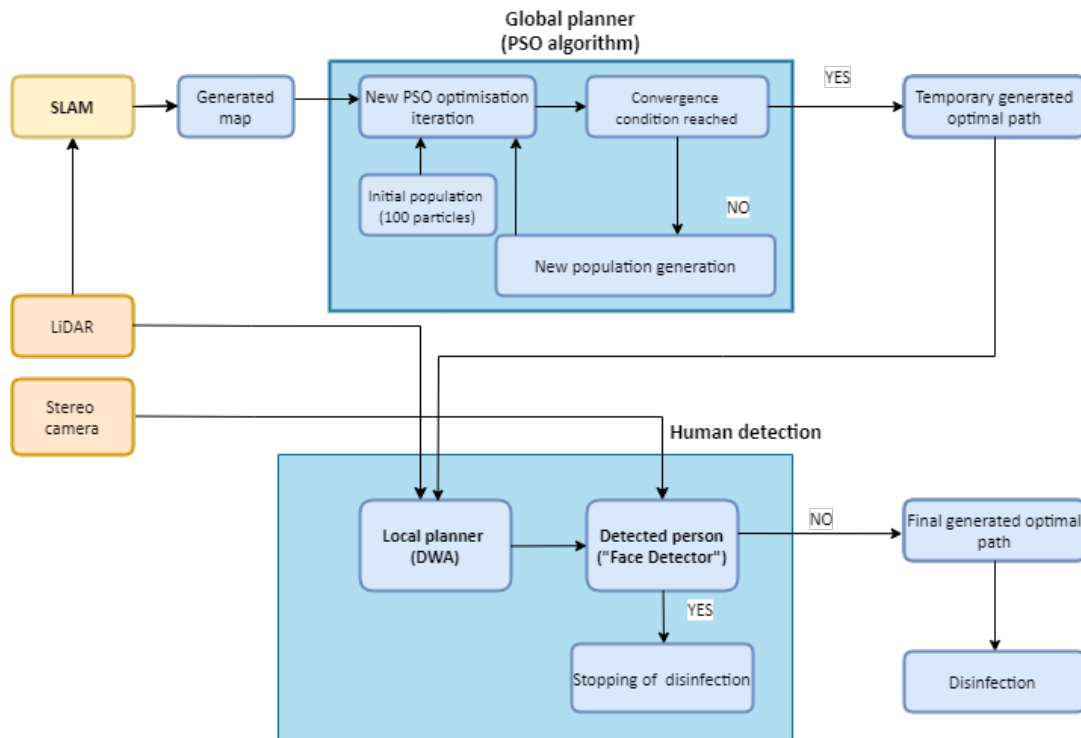 Global planner
(PSO algorithm)
SLAM
Generated
map
New PSO optimisation
iteration
Convergence
condition reached
YES
Temporary generated
optimal path
Initial population
(100 particles)
NO
New population generation
LiDAR
Stereo
camera
Human detection
Local planner
(DWA)
Detected person
("Face Detector")
NO
Final generated optimal
path
YES
Stopping of disinfection
Disinfection